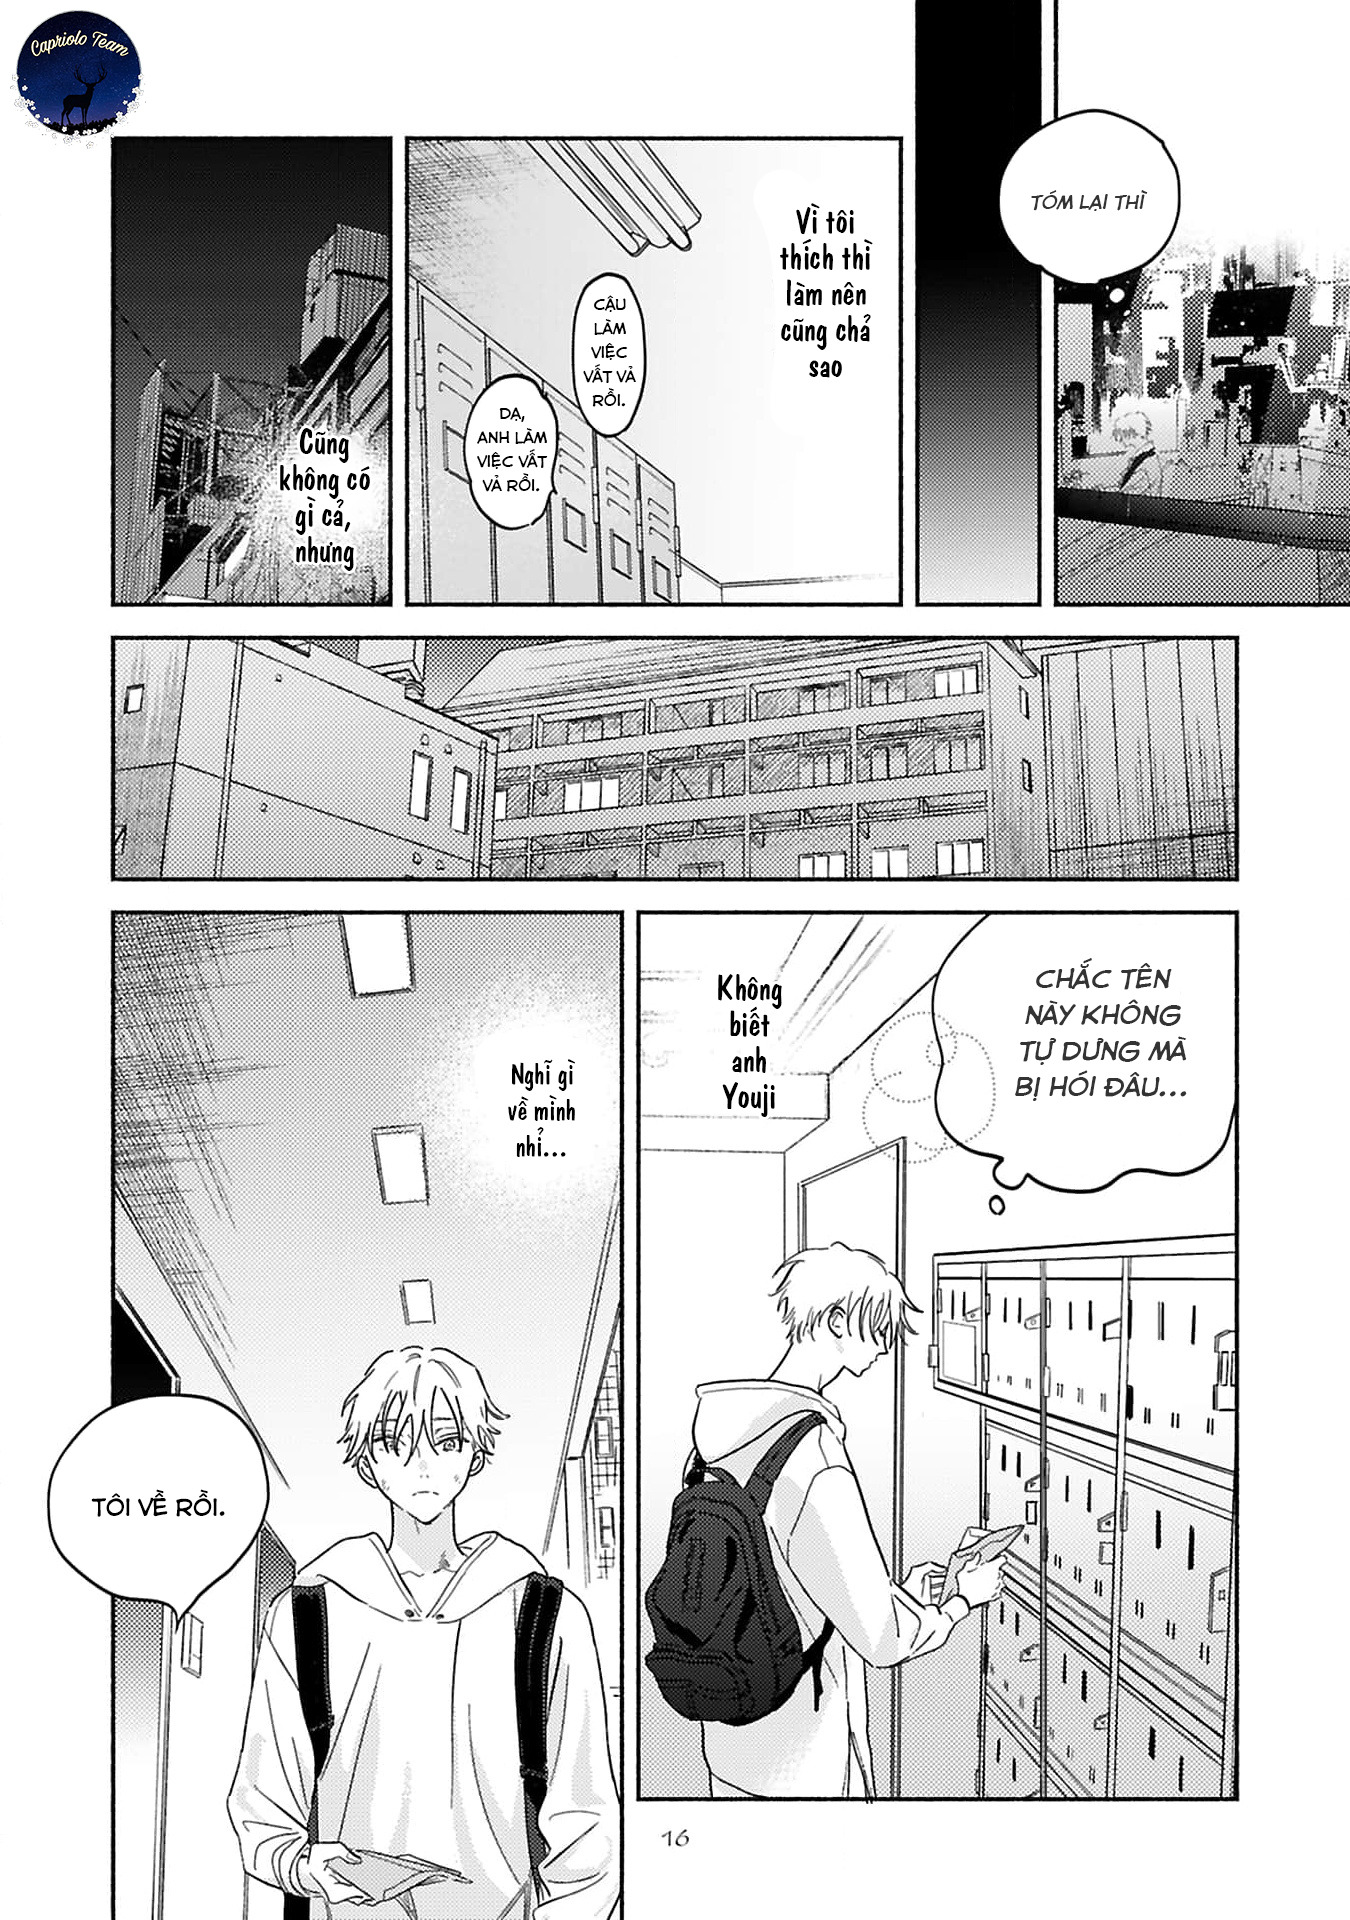 Capriolo Team
TÓM LẠI THÌ
Vì tôi
thích thì
làm nên
cũng chả
sao
CẬU
LÀM
VIỆC
VẤT VẢ
RỒI.
DẠ,
ANH LÀM
VIỆC VẤT
VẢ RỒI.
Cũng
không có
gì cả,
nhưng
CHẮC TÊN
NÀY KHÔNG
TỰ DƯNG MÀ
BỊ HÓI ĐÂU...
Không
biết
anh
Youji
Nghĩ gì
về mình
nhỉ...
TÔI VỀ RỒI.
16